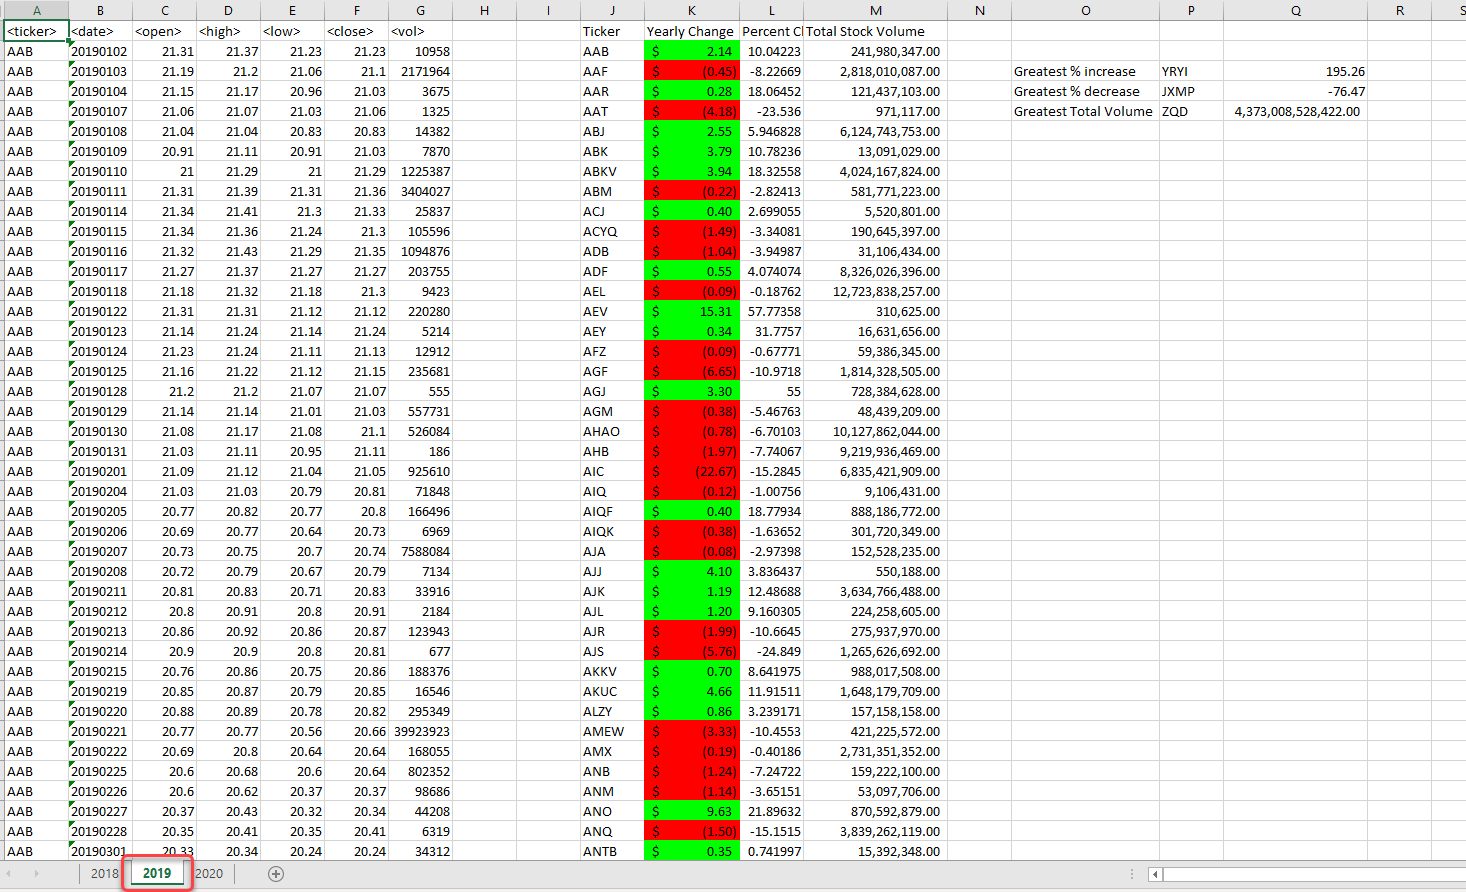 A B C D E F G H I J K L M N O P Q R S
<ticker> <date> <open> <high> <low> <close> <vol> Ticker Yearly Change Percent Cl Total Stock Volume
AAB 20190102 21.31 21.37 21.23 21.23 10958 AAB $ 2.14 10.04223 241,980,347.00
AAB 20190103 21.19 21.2 21.06 21.1 2171964 AAF $ (0.45) -8.22669 2,818,010,087.00 Greatest % increase YRYI 195.26
AAB 20190104 21.15 21.17 20.96 21.03 3675 AAR $ 0.28 18.06452 121,437,103.00 Greatest % decrease JXMP -76.47
AAB 20190107 21.06 21.07 21.03 21.06 1325 AAT $ (4.18) -23.536 971,117.00 Greatest Total Volume ZQD 4,373,008,528,422.00
AAB 20190108 21.04 21.04 20.83 20.83 14382 ABJ $ 2.55 5.946828 6,124,743,753.00
AAB 20190109 20.91 21.11 20.91 21.03 7870 ABK $ 3.79 10.78236 13,091,029.00
AAB 20190110 21 21.29 21 21.29 1225387 ABKV $ 3.94 18.32558 4,024,167,824.00
AAB 20190111 21.31 21.39 21.31 21.36 3404027 ABM $ (0.22) -2.82413 581,771,223.00
AAB 20190114 21.34 21.41 21.3 21.33 25837 ACJ $ 0.40 2.699055 5,520,801.00
AAB 20190115 21.34 21.36 21.24 21.3 105596 ACYQ $ (1.49) -3.34081 190,645,397.00
AAB 20190116 21.32 21.43 21.29 21.35 1094876 ADB $ (1.04) -3.94987 31,106,434.00
AAB 20190117 21.27 21.37 21.27 21.27 203755 ADF $ 0.55 4.074074 8,326,026,396.00
AAB 20190118 21.18 21.32 21.18 21.3 9423 AEL $ (0.09) -0.18762 12,723,838,257.00
AAB 20190122 21.31 21.31 21.12 21.12 220280 AEV $ 15.31 57.77358 310,625.00
AAB 20190123 21.14 21.24 21.14 21.24 5214 AEY $ 0.34 31.7757 16,631,656.00
AAB 20190124 21.23 21.24 21.11 21.13 12912 AFZ $ (0.09) -0.67771 59,386,345.00
AAB 20190125 21.16 21.22 21.12 21.15 235681 AGF $ (6.65) -10.9718 1,814,328,505.00
AAB 20190128 21.2 21.2 21.07 21.07 555 AGJ $ 3.30 55 728,384,628.00
AAB 20190129 21.14 21.14 21.01 21.03 557731 AGM $ (0.38) -5.46763 48,439,209.00
AAB 20190130 21.08 21.17 21.08 21.1 526084 AHAO $ (0.78) -6.70103 10,127,862,044.00
AAB 20190131 21.03 21.11 20.95 21.11 186 AHB $ (1.97) -7.74067 9,219,936,469.00
AAB 20190201 21.09 21.12 21.04 21.05 925610 AIC $ (22.67) -15.2845 6,835,421,909.00
AAB 20190204 21.03 21.03 20.79 20.81 71848 AIQ $ (0.12) -1.00756 9,106,431.00
AAB 20190205 20.77 20.82 20.77 20.8 166496 AIQF $ 0.40 18.77934 888,186,772.00
AAB 20190206 20.69 20.77 20.64 20.73 6969 AIQK $ (0.38) -1.63652 301,720,349.00
AAB 20190207 20.73 20.75 20.7 20.74 7588084 AJA $ (0.08) -2.97398 152,528,235.00
AAB 20190208 20.72 20.79 20.67 20.79 7134 AJJ $ 4.10 3.836437 550,188.00
AAB 20190211 20.81 20.83 20.71 20.83 33916 AJK $ 1.19 12.48688 3,634,766,488.00
AAB 20190212 20.8 20.91 20.8 20.91 2184 AJL $ 1.20 9.160305 224,258,605.00
AAB 20190213 20.86 20.92 20.86 20.87 123943 AJR $ (1.99) -10.6645 275,937,970.00
AAB 20190214 20.9 20.9 20.8 20.81 677 AJS $ (5.76) -24.849 1,265,626,692.00
AAB 20190215 20.76 20.86 20.75 20.86 188376 AKKV $ 0.70 8.641975 988,017,508.00
AAB 20190219 20.85 20.87 20.79 20.85 16546 AKUC $ 4.66 11.91511 1,648,179,709.00
AAB 20190220 20.88 20.89 20.78 20.82 295349 ALZY $ 0.86 3.239171 157,158,158.00
AAB 20190221 20.77 20.77 20.56 20.66 39923923 AMEW $ (3.33) -10.4553 421,225,572.00
AAB 20190222 20.69 20.8 20.64 20.64 168055 AMX $ (0.19) -0.40186 2,731,351,352.00
AAB 20190225 20.6 20.68 20.6 20.64 802352 ANB $ (1.24) -7.24722 159,222,100.00
AAB 20190226 20.6 20.62 20.37 20.37 98686 ANM $ (1.14) -3.65151 53,097,706.00
AAB 20190227 20.37 20.43 20.32 20.34 44208 ANO $ 9.63 21.89632 870,592,879.00
AAB 20190228 20.35 20.41 20.35 20.41 6319 ANQ $ (1.50) -15.1515 3,839,262,119.00
AAB 20190301 20.33 20.34 20.24 20.24 34312 ANTB $ 0.35 0.741997 15,392,348.00
2018 2019 2020